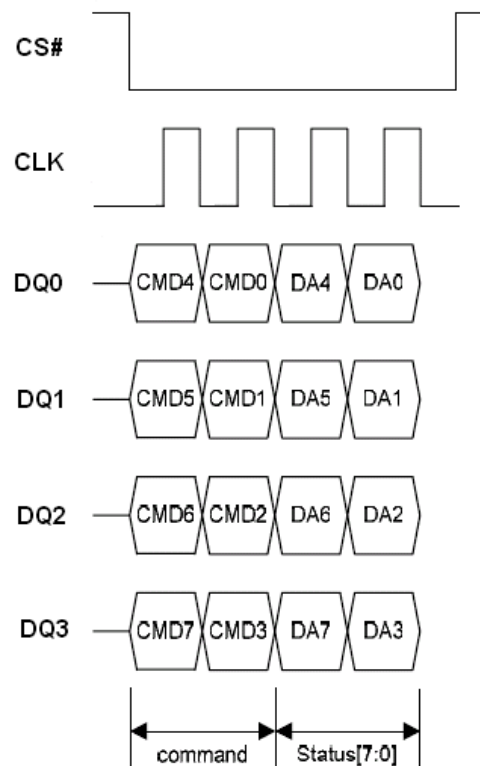 CS#
CLK
DQ0 CMD4 CMD0 DA4 DA0
DQ1 CMD5 CMD1 DA5 DA1
DQ2 CMD6 CMD2 DA6 DA2
DQ3 CMD7 CMD3 DA7 DA3
command Status[7:0]